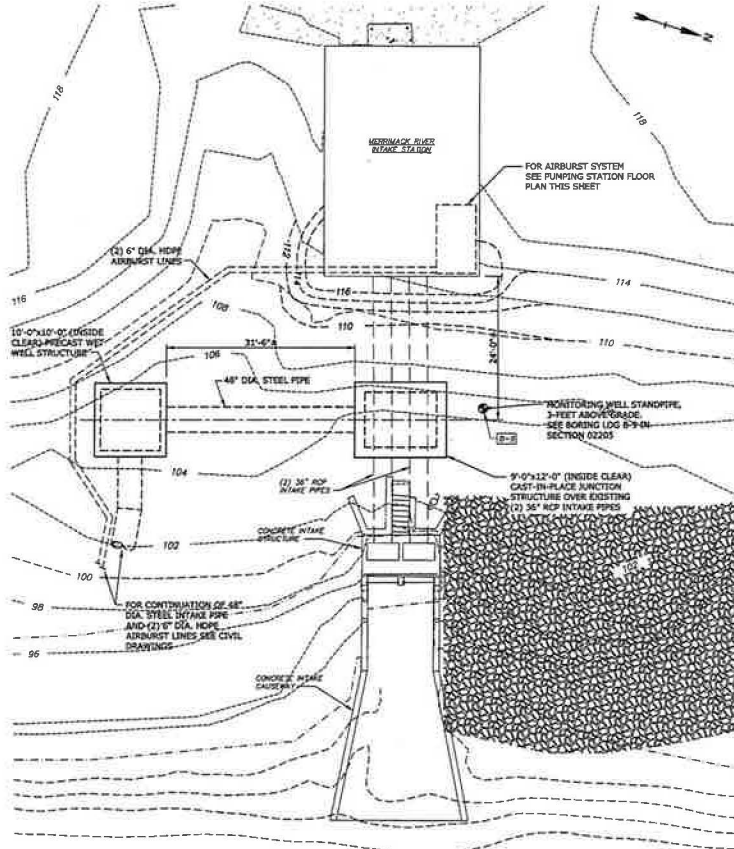 N
118
118
MERRIMACK RIVER
INTAKE STATION
FOR AIRBURST SYSTEM
SEE PUMPING STATION FLOOR
PLAN THIS SHEET
(2) 6" DIA. HDPE
AIRBURST LINES
112
114
116
114
116
108
110
110
10'-0"x10'-0" (INSIDE
CLEAR) PRECAST WET
WELL STRUCTURE
31'-6"±
24'-0"
106
48" DIA. STEEL PIPE
MONITORING WELL STANDPIPE,
3-FEET ABOVE GRADE.
SEE BORING LOG B-9 IN
SECTION 02205
104
(2) 36" RCP
INTAKE PIPES
9'-0"x12'-0" (INSIDE CLEAR)
CAST-IN-PLACE JUNCTION
STRUCTURE OVER EXISTING
(2) 36" RCP INTAKE PIPES
CONCRETE INTAKE
STRUCTURE
102
102
100
98
96
FOR CONTINUATION OF 48"
DIA. STEEL INTAKE PIPE
AND (2) 6" DIA. HDPE
AIRBURST LINES SEE CIVIL
DRAWINGS
CONCRETE INTAKE
CAUSEWAY